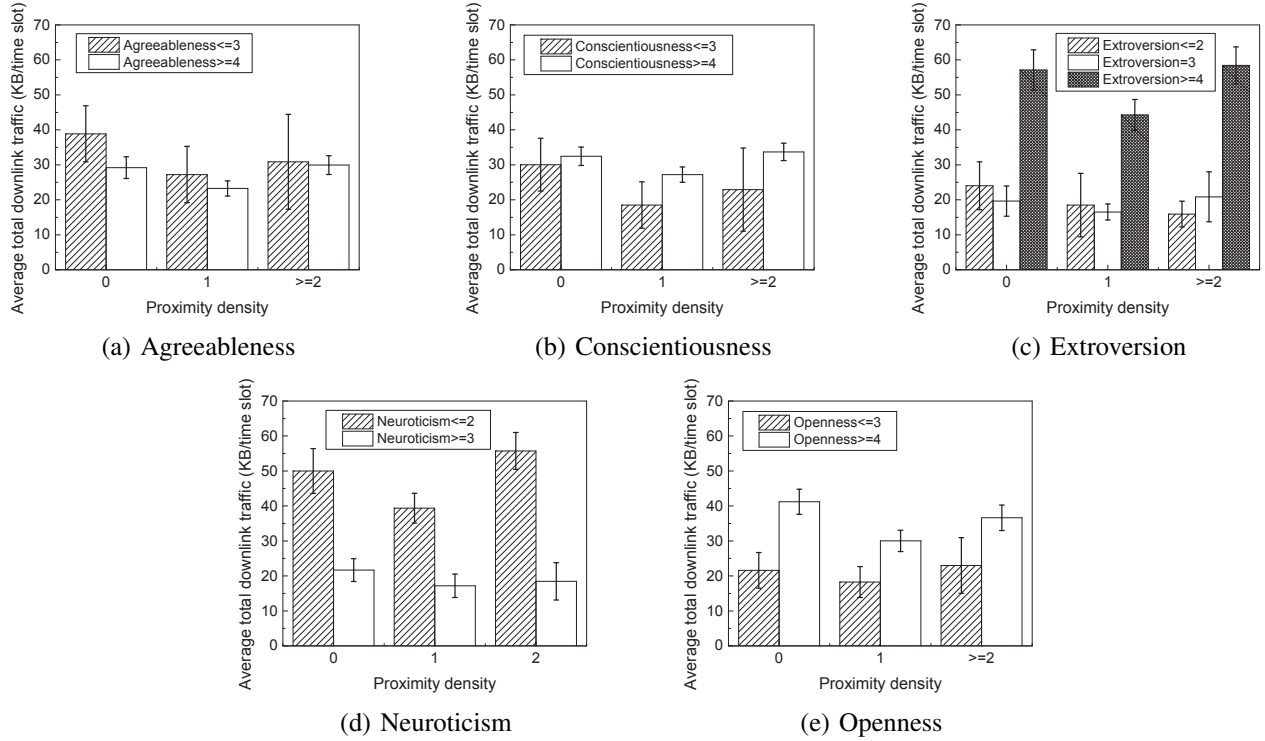 Average total downlink traffic (KB/time slot)
70
60
50
40
30
20
10
0
Agreeableness<=3
Agreeableness>=4
0
1
>=2
Proximity density
(a) Agreeableness
Average total downlink traffic (KB/time slot)
70
60
50
40
30
20
10
0
Conscientiousness<=3
Conscientiousness>=4
0
1
>=2
Proximity density
(b) Conscientiousness
Average total downlink traffic (KB/time slot)
70
60
50
40
30
20
10
0
Extroversion<=2
Extroversion=3
Extroversion>=4
0
1
>=2
Proximity density
(c) Extroversion
Average total downlink traffic (KB/time slot)
70
60
50
40
30
20
10
0
Neuroticism<=2
Neuroticism>=3
0
1
2
Proximity density
(d) Neuroticism
Average total downlink traffic (KB/time slot)
70
60
50
40
30
20
10
0
Openness<=3
Openness>=4
0
1
>=2
Proximity density
(e) Openness